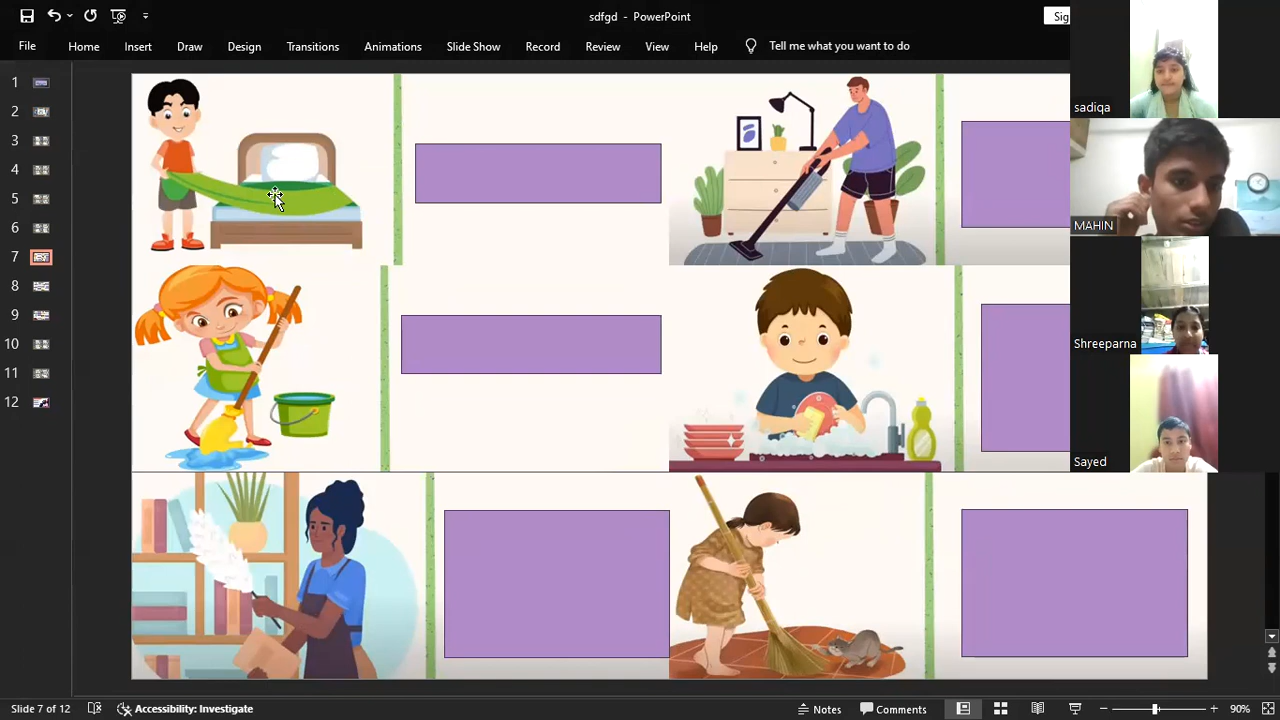 sdfgd - PowerPoint
Sig
File Home Insert Draw Design Transitions Animations Slide Show Record Review View Help Tell me what you want to do
1
2
3
4
5
6
7
8
9
10
11
12
sadiqa
MAHIN
Shreeparna
Sayed
Slide 7 of 12 Accessibility: Investigate Notes Comments 90%